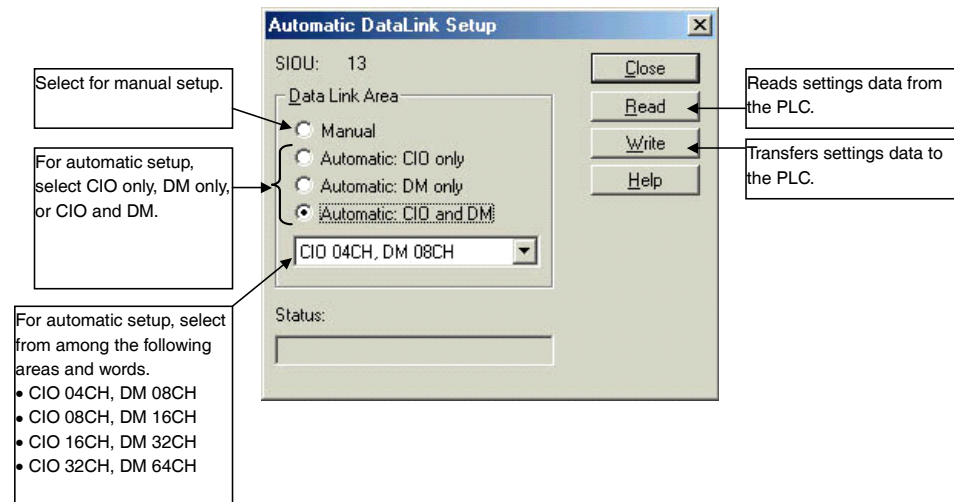 Automatic DataLink Setup
SIOU: 13
Data Link Area
Manual
Automatic: CIO only
Automatic: DM only
Automatic: CIO and DM
CIO 04CH, DM 08CH
Status:
Close
Read
Write
Help
Select for manual setup.
For automatic setup,
select CIO only, DM only,
or CIO and DM.
For automatic setup, select
from among the following
areas and words.
• CIO 04CH, DM 08CH
• CIO 08CH, DM 16CH
• CIO 16CH, DM 32CH
• CIO 32CH, DM 64CH
Reads settings data from
the PLC.
Transfers settings data to
the PLC.